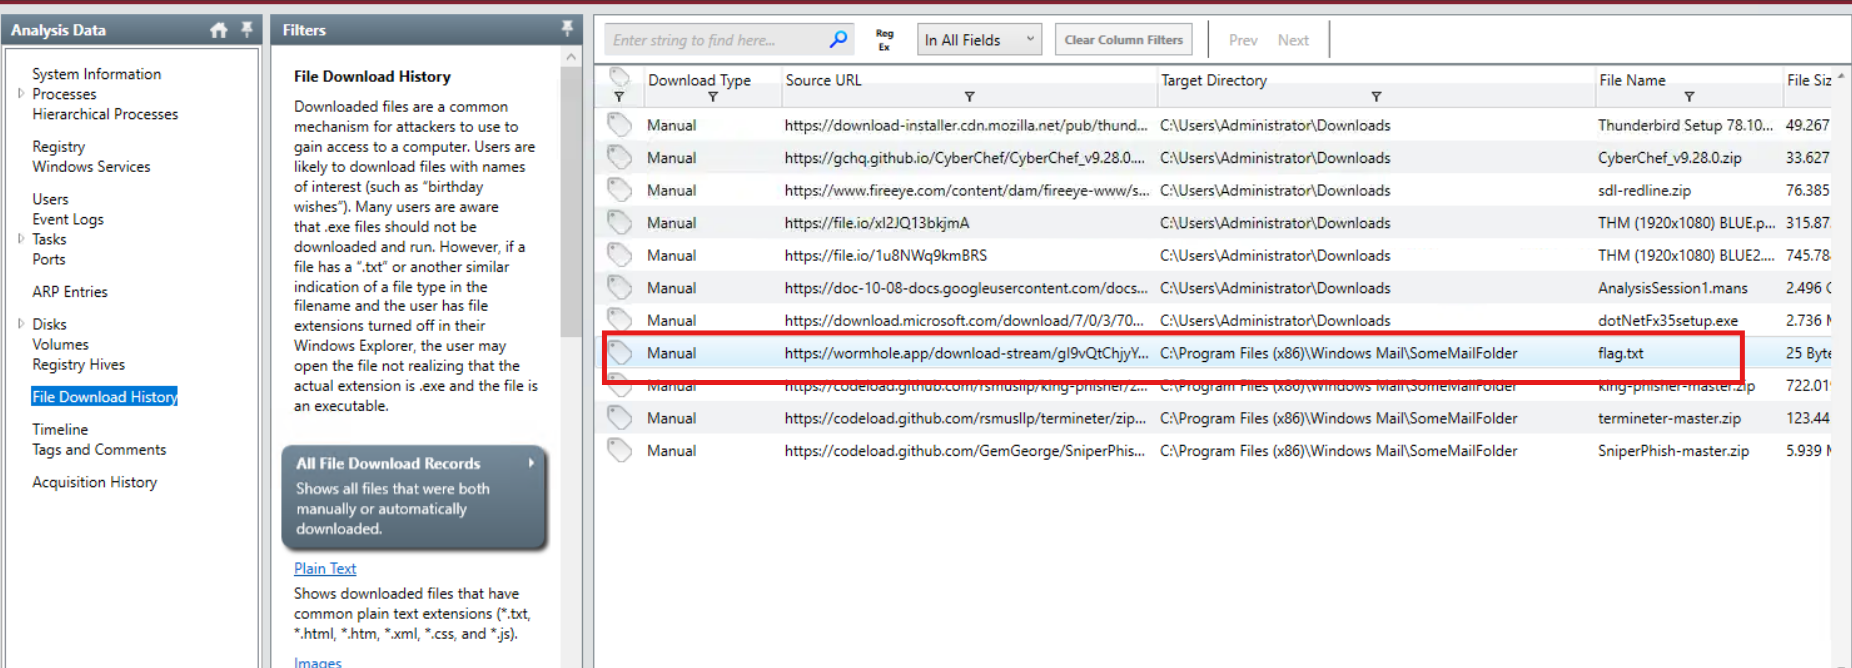 Analysis Data
System Information
Processes
Hierarchical Processes
Registry
Windows Services
Users
Event Logs
Tasks
Ports
ARP Entries
Disks
Volumes
Registry Hives
File Download History
Timeline
Tags and Comments
Acquisition History
Filters
File Download History
Downloaded files are a common
mechanism for attackers to use to
gain access to a computer. Users are
likely to download files with names
of interest (such as "birthday
wishes"). Many users are aware
that .exe files should not be
downloaded and run. However, if a
file has a ".txt" or another similar
indication of a file type in the
filename and the user has file
extensions turned off in their
Windows Explorer, the user may
open the file not realizing that the
actual extension is .exe and the file is
an executable.
All File Download Records
Shows all files that were both
manually or automatically
downloaded.
Plain Text
Shows downloaded files that have
common plain text extensions (*.txt,
*.html, *.htm, *.xml, *.css, and *.js).
Images
Enter string to find here...
Reg
Ex
In All Fields
Clear Column Filters
Prev Next
Download Type Source URL Target Directory File Name File Siz
Manual https://download-installer.cdn.mozilla.net/pub/thund... C:\Users\Administrator\Downloads Thunderbird Setup 78.10... 49.267
Manual https://gchq.github.io/CyberChef/CyberChef_v9.28.0.... C:\Users\Administrator\Downloads CyberChef_v9.28.0.zip 33.627
Manual https://www.fireeye.com/content/dam/fireeye-www/s... C:\Users\Administrator\Downloads sdl-redline.zip 76.385
Manual https://file.io/xl2JQ13bkjmA C:\Users\Administrator\Downloads THM (1920x1080) BLUE.p... 315.87
Manual https://file.io/1u8NWq9kmBRS C:\Users\Administrator\Downloads THM (1920x1080) BLUE2.... 745.78
Manual https://doc-10-08-docs.googleusercontent.com/docs... C:\Users\Administrator\Downloads AnalysisSession1.mans 2.496
Manual https://download.microsoft.com/download/7/0/3/70... C:\Users\Administrator\Downloads dotNetFx35setup.exe 2.736
Manual https://wormhole.app/download-stream/gI9vQtChjyY... C:\Program Files (x86)\Windows Mail\SomeMailFolder flag.txt 25 Byte
Manual https://codeload.github.com/rsmusllp/king-phisher/z... C:\Program Files (x86)\Windows Mail\SomeMailFolder king-phisher-master.zip 722.01
Manual https://codeload.github.com/rsmusllp/termineter/zip... C:\Program Files (x86)\Windows Mail\SomeMailFolder termineter-master.zip 123.44
Manual https://codeload.github.com/GemGeorge/SniperPhis... C:\Program Files (x86)\Windows Mail\SomeMailFolder SniperPhish-master.zip 5.939